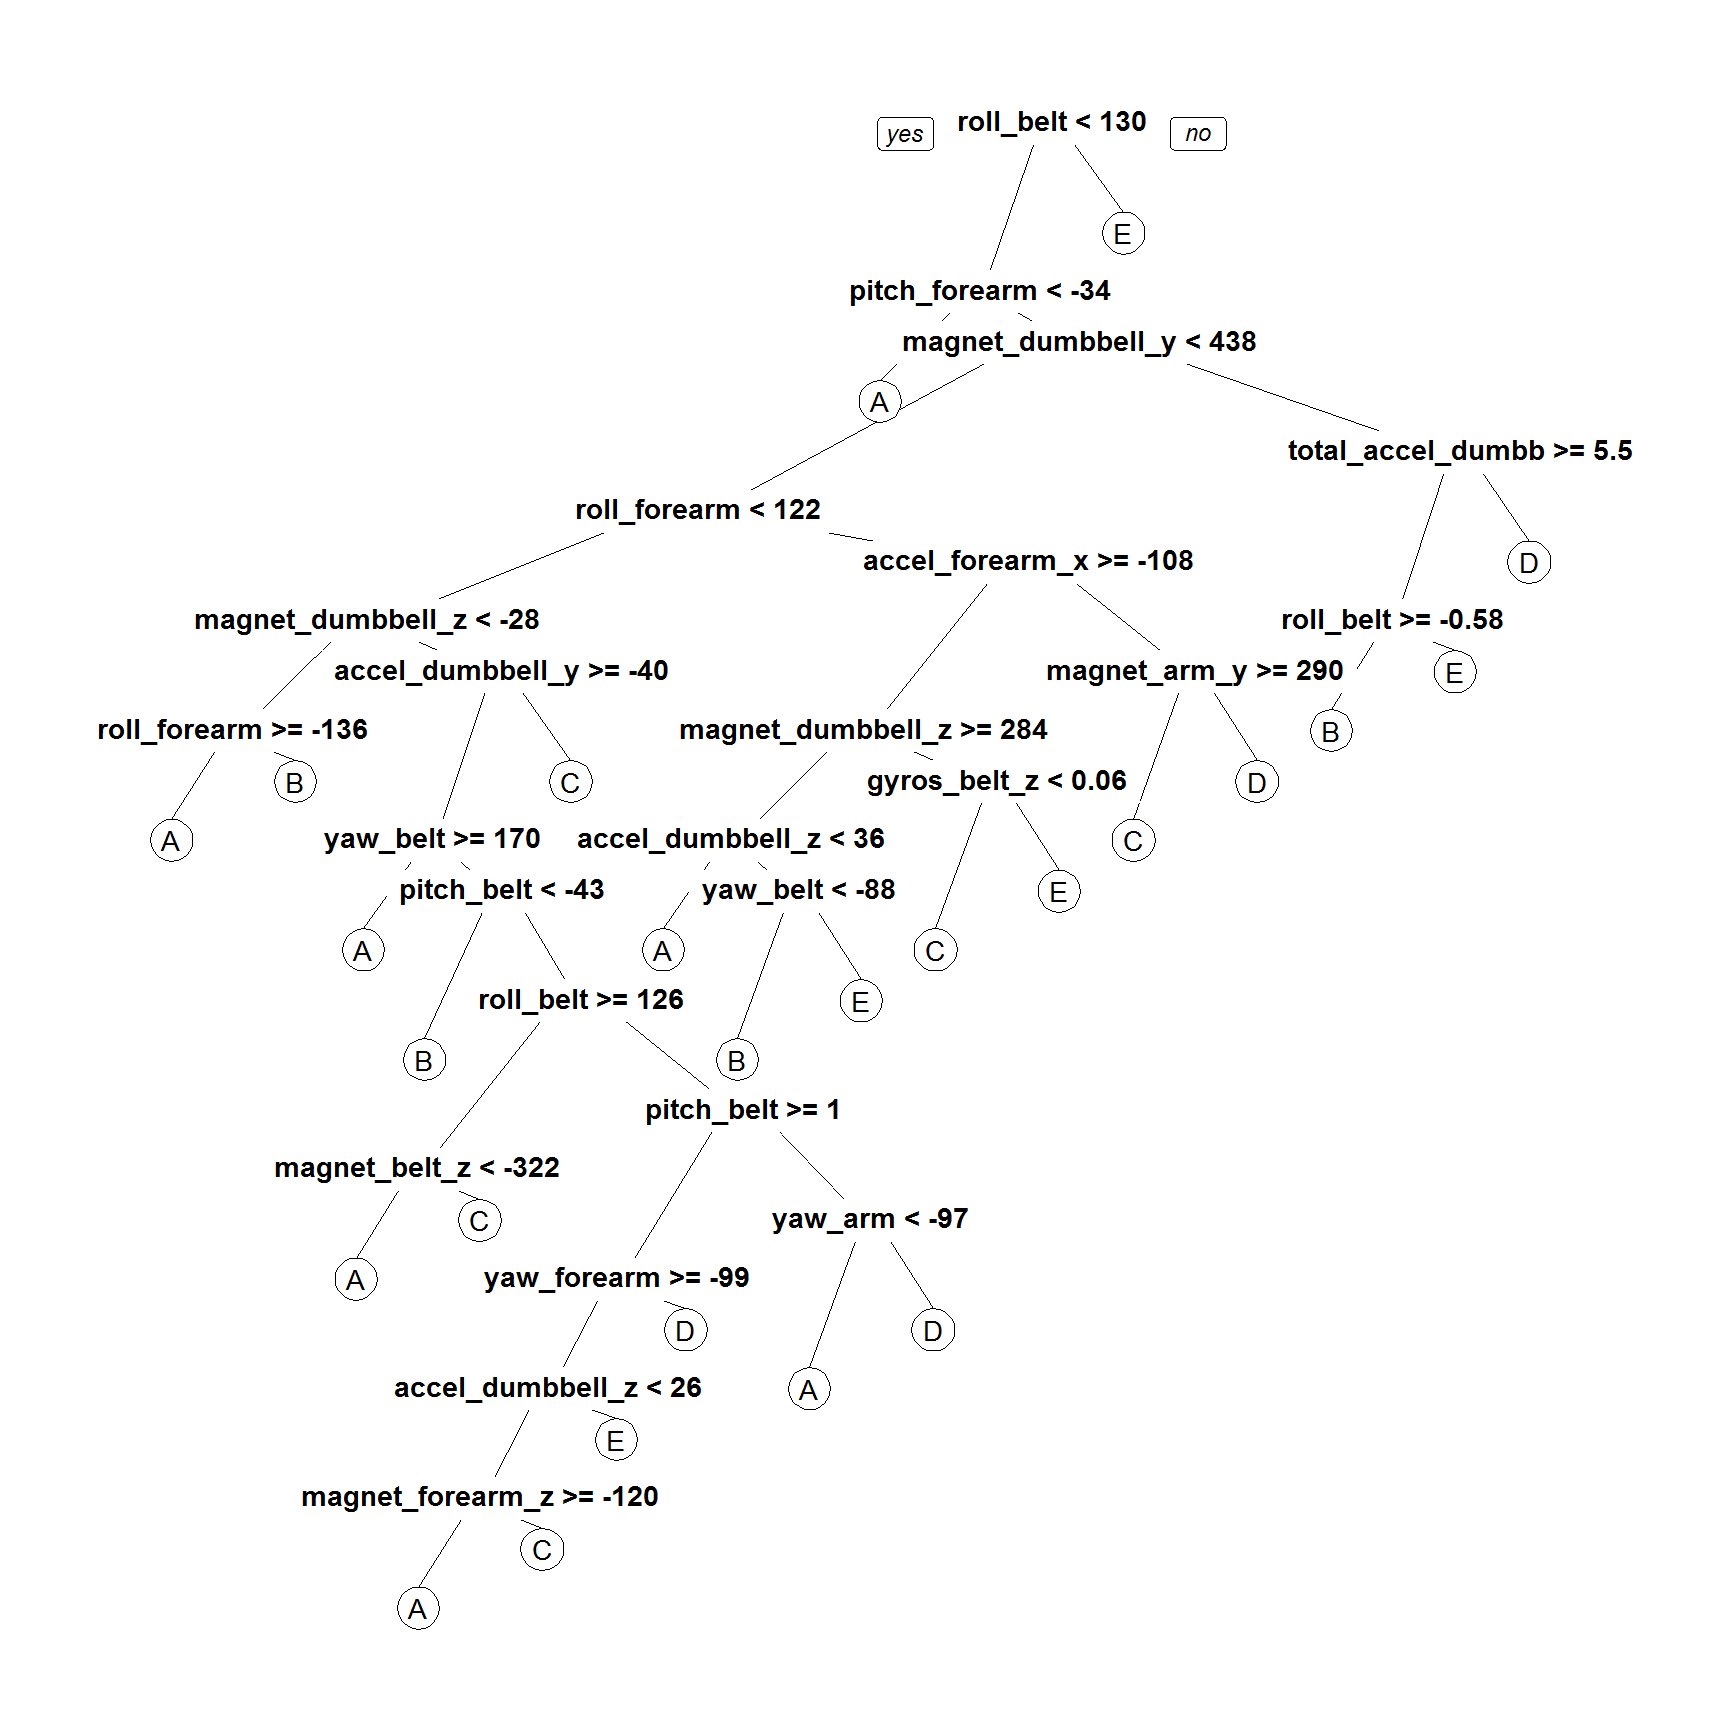 yes roll_belt < 130 no
E
pitch_forearm < -34
magnet_dumbbell_y < 438
A
total_accel_dumbb >= 5.5
roll_forearm < 122
accel_forearm_x >= -108
D
magnet_dumbbell_z < -28
roll_belt >= -0.58
accel_dumbbell_y >= -40
magnet_arm_y >= 290
E
roll_forearm >= -136
magnet_dumbbell_z >= 284
B
B
C
gyros_belt_z < 0.06
D
A
yaw_belt >= 170
accel_dumbbell_z < 36
C
pitch_belt < -43
yaw_belt < -88
E
A
A
C
roll_belt >= 126
E
B
B
pitch_belt >= 1
magnet_belt_z < -322
C
yaw_arm < -97
A
yaw_forearm >= -99
D
D
accel_dumbbell_z < 26
A
E
magnet_forearm_z >= -120
C
A